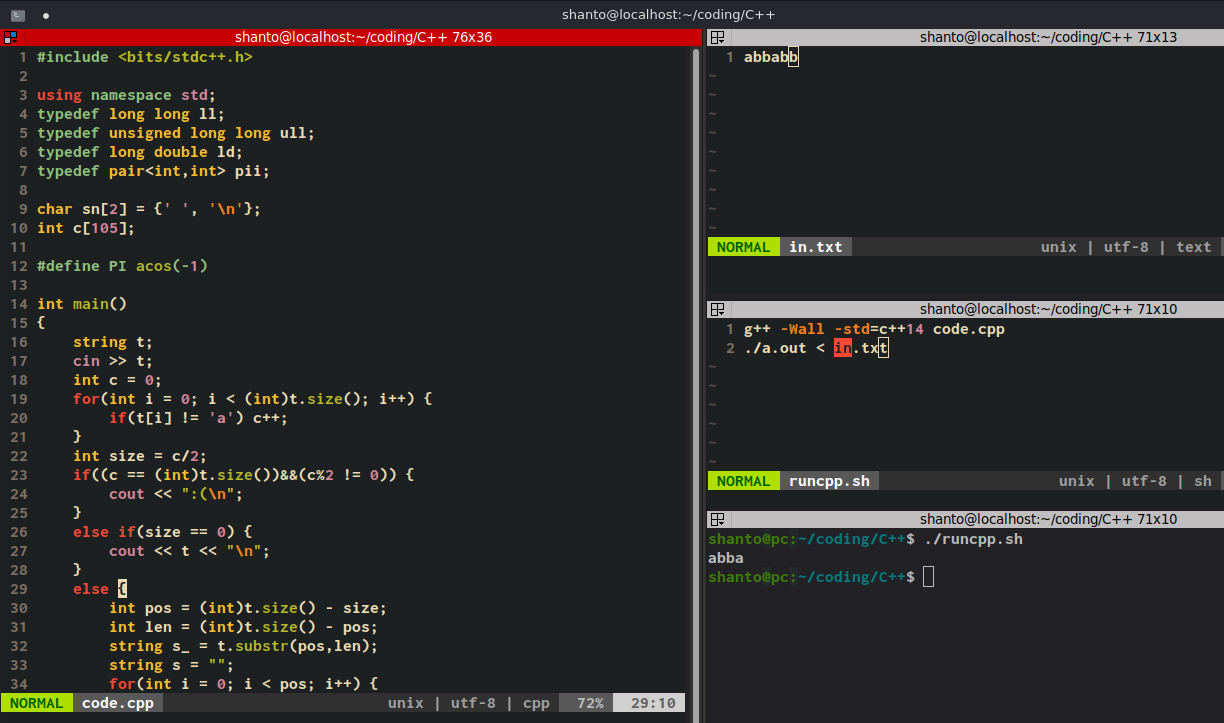 shanto@localhost:~/coding/C++
shanto@localhost:~/coding/C++ 76x36
1 #include <bits/stdc++.h>
2
3 using namespace std;
4 typedef long long ll;
5 typedef unsigned long long ull;
6 typedef long double ld;
7 typedef pair<int,int> pii;
8
9 char sn[2] = {' ', '\n'};
10 int c[105];
11
12 #define PI acos(-1)
13
14 int main()
15 {
16     string t;
17     cin >> t;
18     int c = 0;
19     for(int i = 0; i < (int)t.size(); i++) {
20         if(t[i] != 'a') c++;
21     }
22     int size = c/2;
23     if((c == (int)t.size())&&(c%2 != 0)) {
24         cout << ":(\n";
25     }
26     else if(size == 0) {
27         cout << t << "\n";
28     }
29     else {
30         int pos = (int)t.size() - size;
31         int len = (int)t.size() - pos;
32         string s_ = t.substr(pos,len);
33         string s = "";
34         for(int i = 0; i < pos; i++) {
NORMAL code.cpp unix | utf-8 | cpp 72% 29:10
shanto@localhost:~/coding/C++ 71x13
1 abbabb
~
~
~
~
~
~
~
~
~
NORMAL in.txt unix | utf-8 | text
shanto@localhost:~/coding/C++ 71x10
1 g++ -Wall -std=c++14 code.cpp
2 ./a.out < in.txt
~
~
~
~
~
~
NORMAL runcpp.sh unix | utf-8 | sh
shanto@localhost:~/coding/C++ 71x10
shanto@pc:~/coding/C++$ ./runcpp.sh
abba
shanto@pc:~/coding/C++$